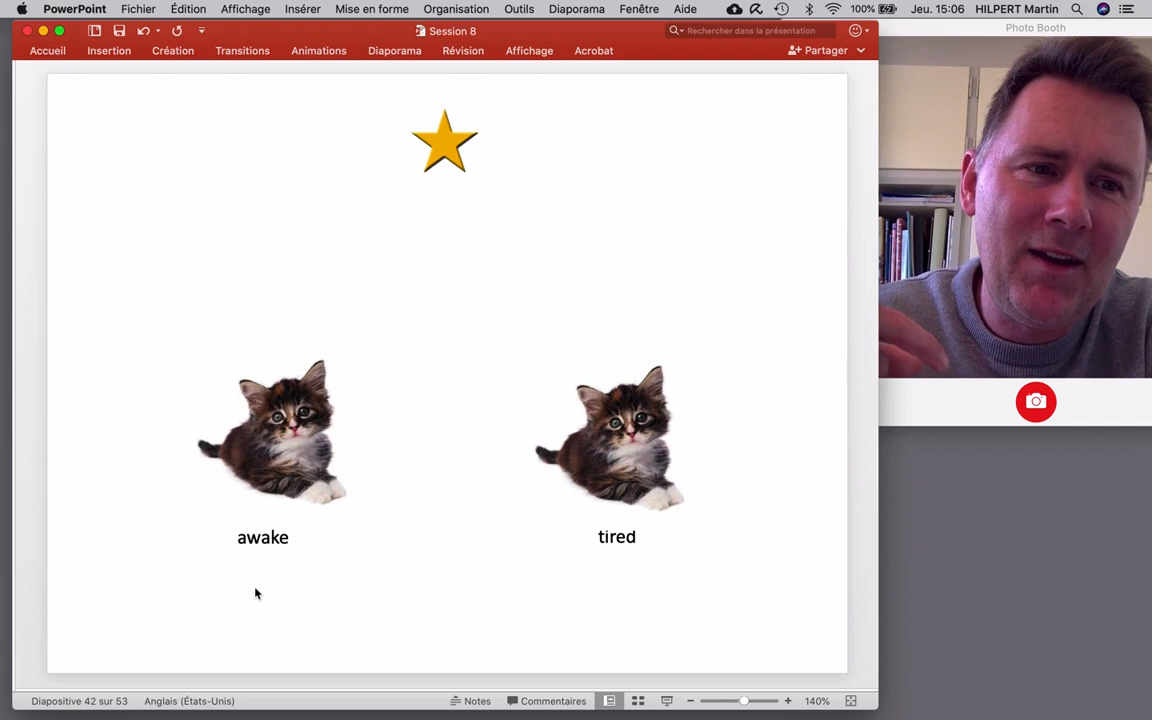 PowerPoint Fichier Édition Affichage Insérer Mise en forme Organisation Outils Diaporama Fenêtre Aide 100% Jeu. 15:06 HILPERT Martin
Photo Booth
Session 8
Rechercher dans la présentation
Accueil Insertion Création Transitions Animations Diaporama Révision Affichage Acrobat Partager
awake
tired
Diapositive 42 sur 53 Anglais (États-Unis) Notes Commentaires 140%